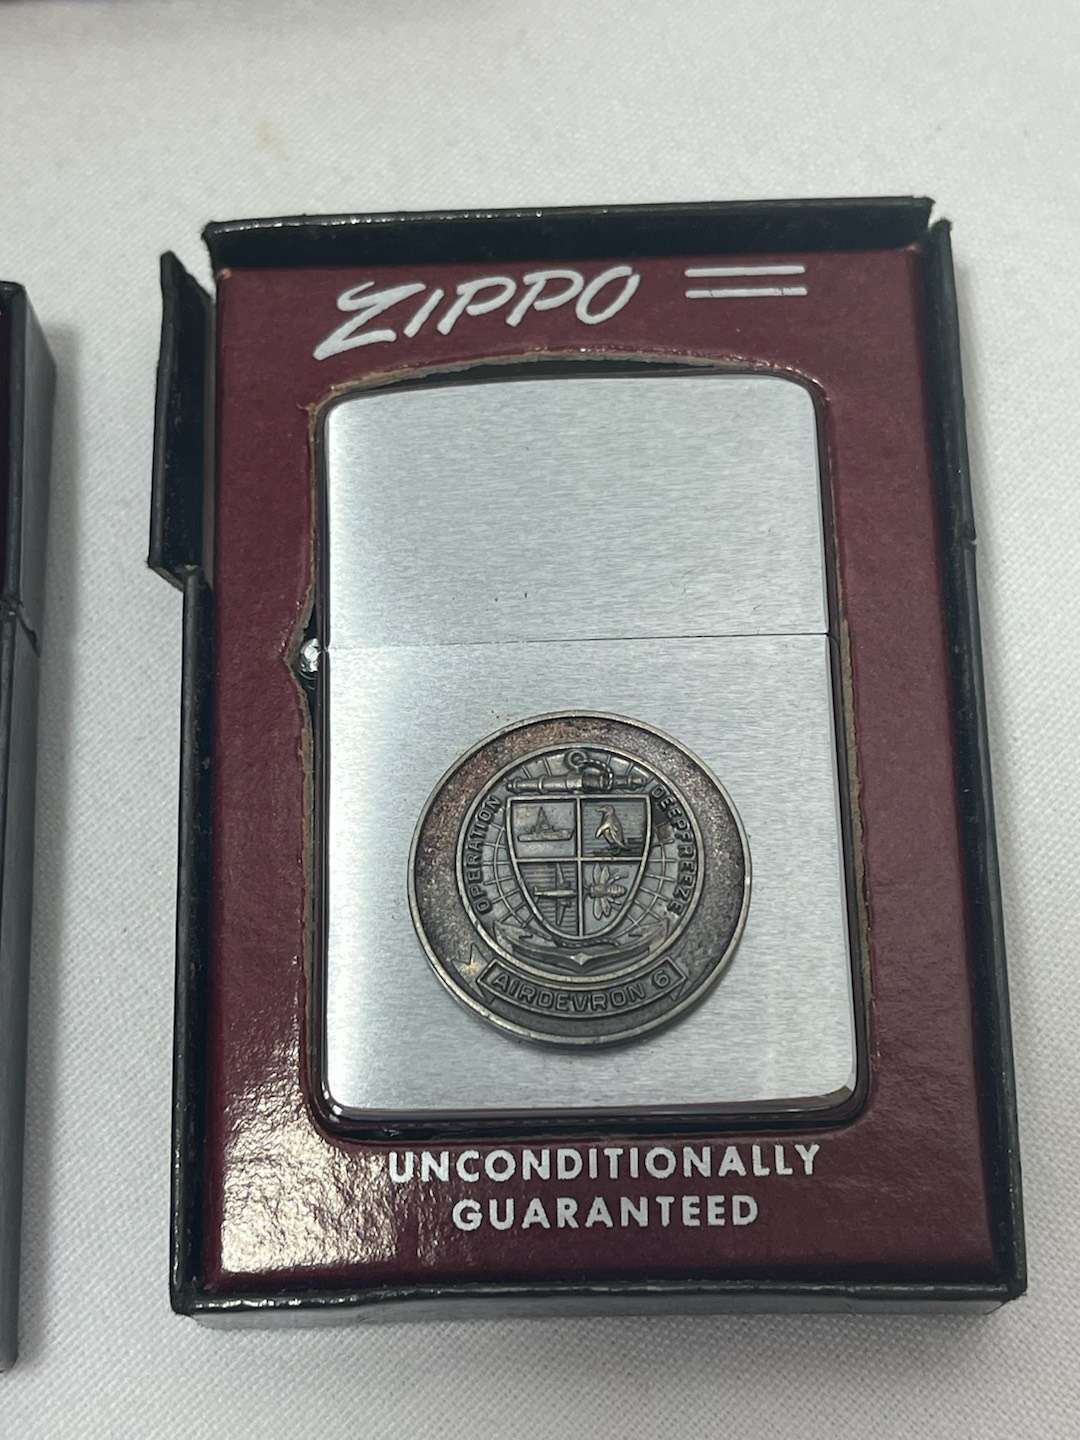 ZIPPO
OPERATION
DEEPFREEZE
AIRDEVRON 6
UNCONDITIONALLY
GUARANTEED